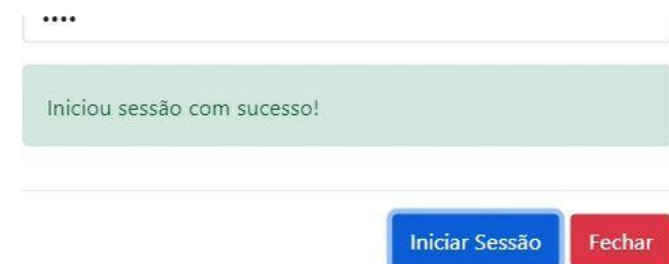 ••••
Iniciou sessão com sucesso!
Iniciar Sessão
Fechar